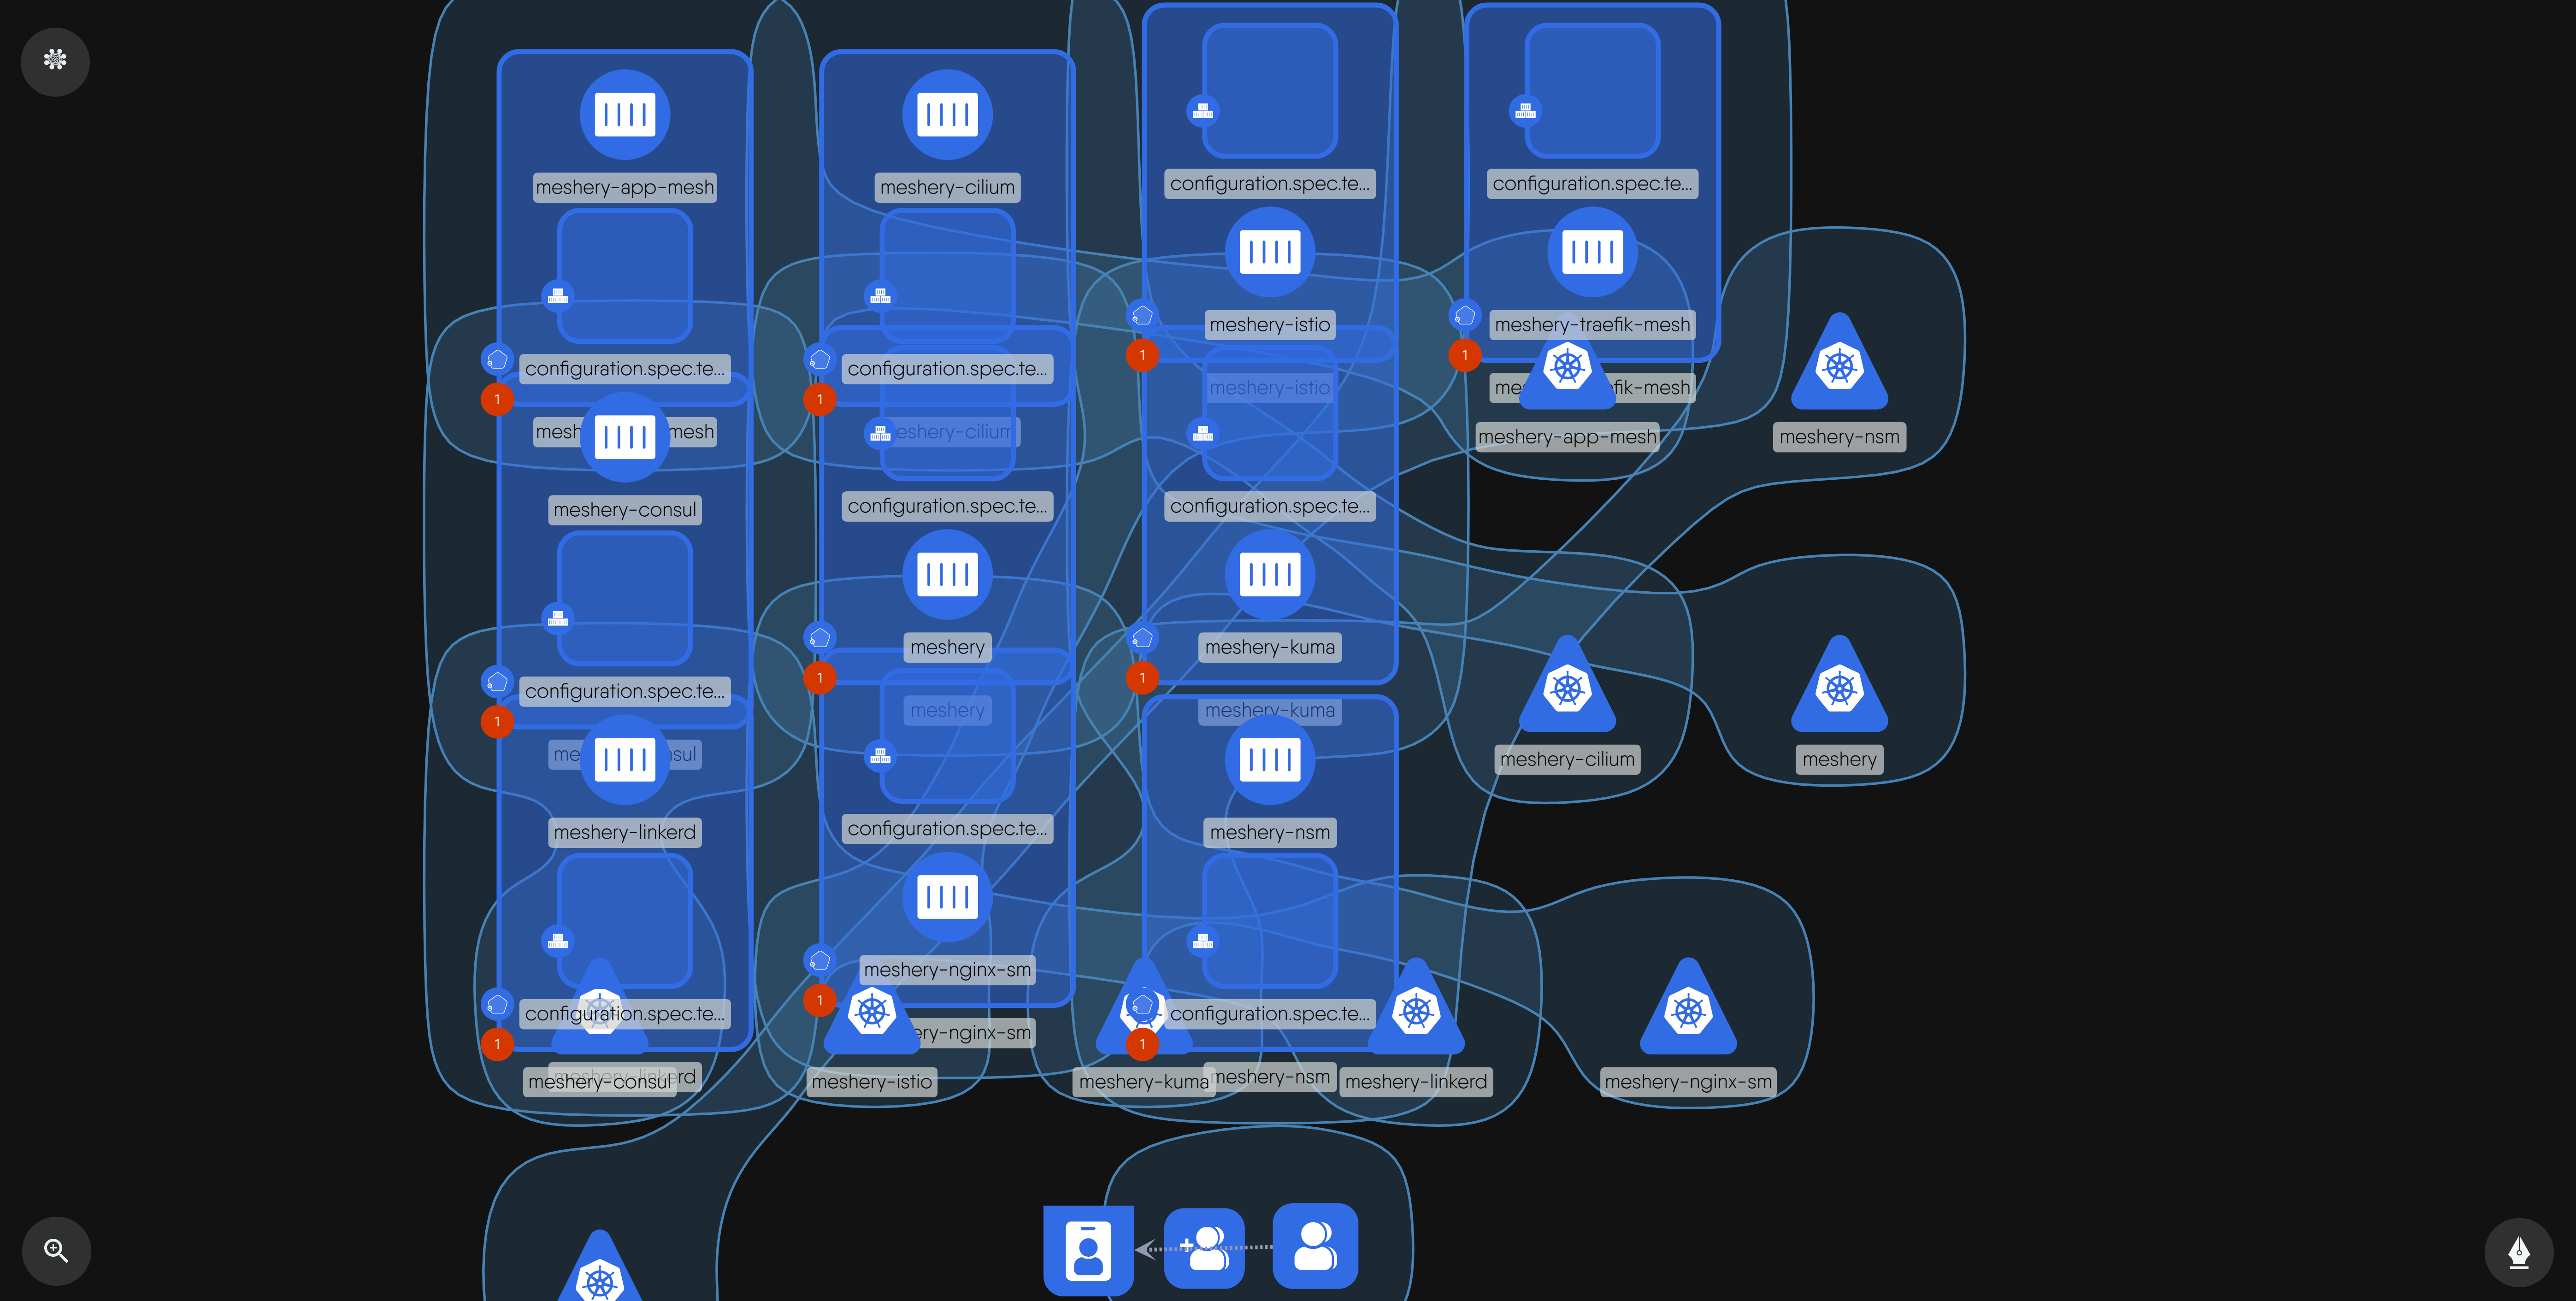 meshery-app-mesh
meshery-cilium
configuration.spec.te...
configuration.spec.te...
configuration.spec.te...
configuration.spec.te...
meshery-istio
meshery-traefik-mesh
1
1
1
1
mesh
mesh
meshery-cilium
meshery-istio
mes
fik-mesh
meshery-app-mesh
meshery-nsm
meshery-consul
configuration.spec.te...
configuration.spec.te...
meshery
meshery-kuma
configuration.spec.te...
1
1
1
me
sul
meshery
meshery-kuma
meshery-cilium
meshery
meshery-linkerd
configuration.spec.te...
meshery-nsm
meshery-nginx-sm
configuration.spec.te...
configuration.spec.te...
1
1
1
ery-nginx-sm
meshery-consul
rd
meshery-istio
meshery-kuma
meshery-nsm
meshery-linkerd
meshery-nginx-sm